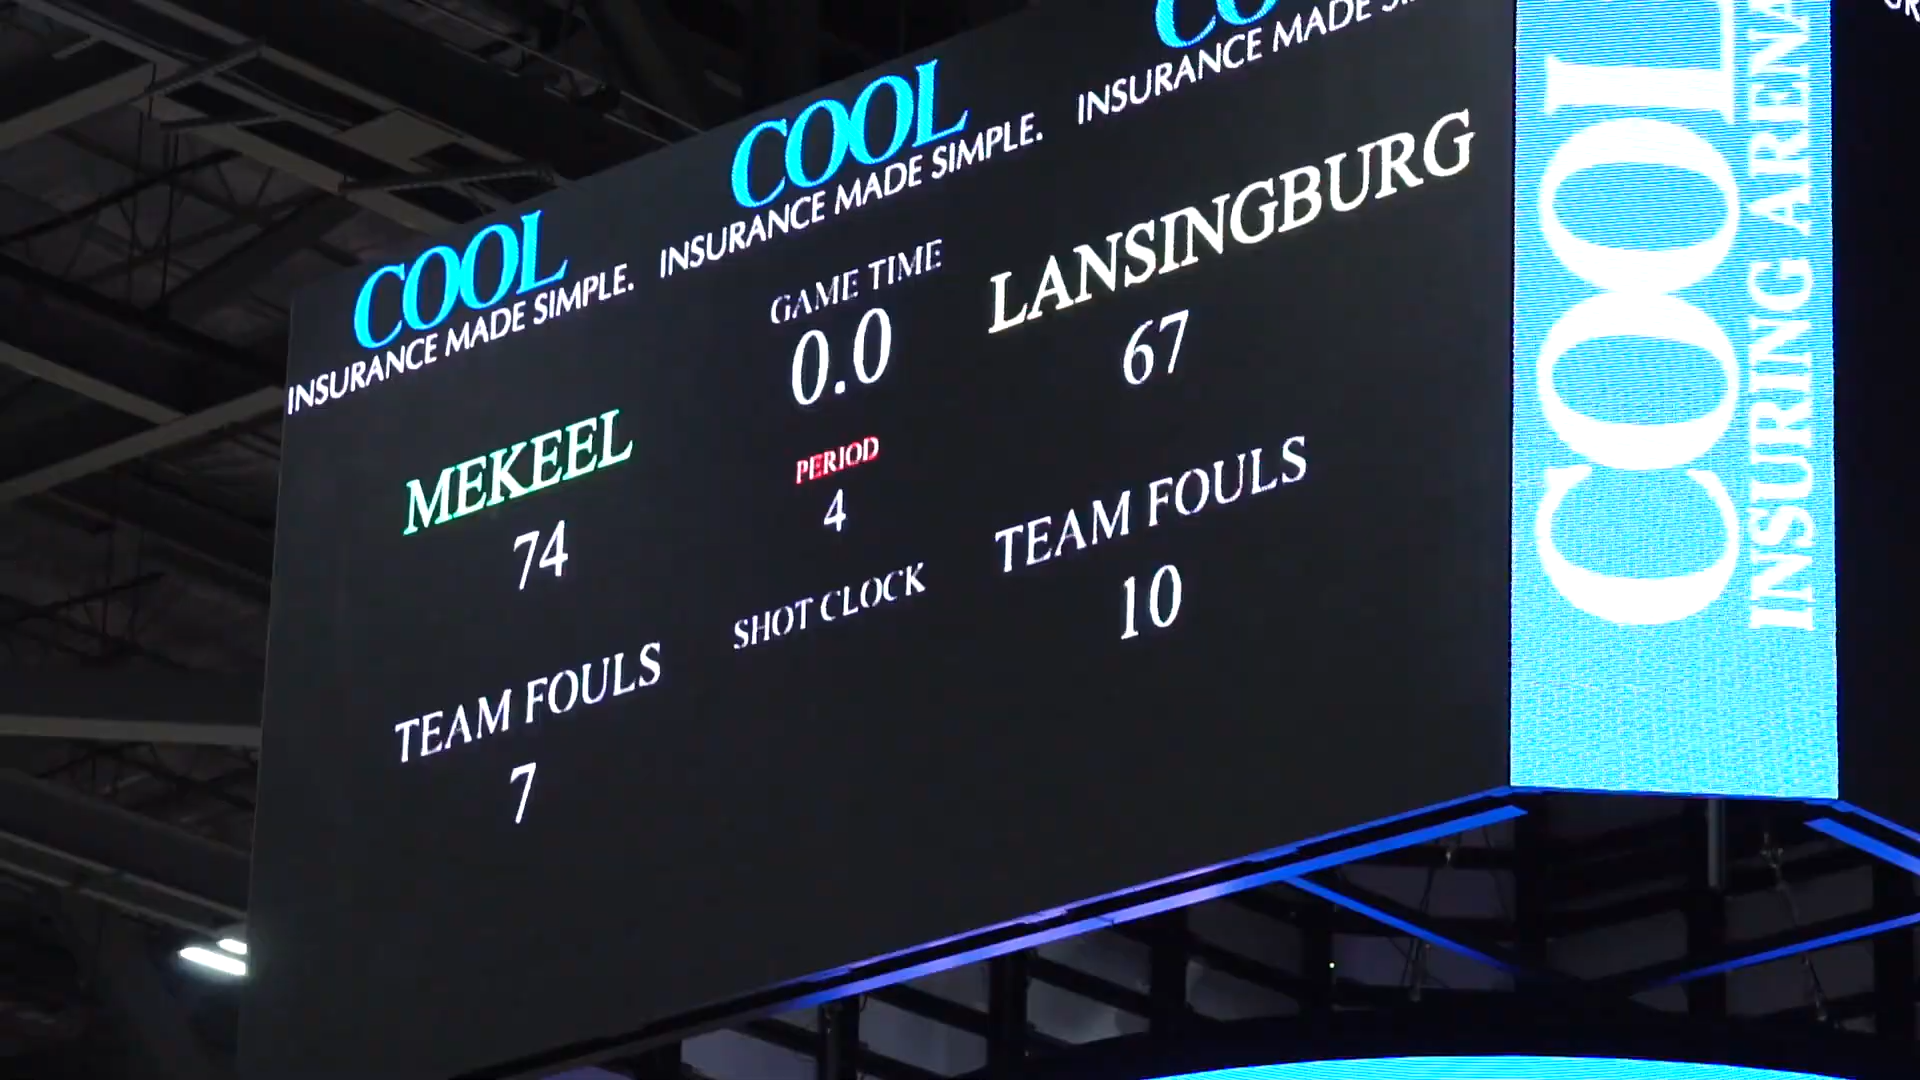 COOL
INSURANCE MADE SIMPLE.
COOL
INSURANCE MADE SIMPLE.
INSURANCE MADE
GAME TIME
0.0
MEKEEL
74
LANSINGBURG
67
PERIOD
4
SHOT CLOCK
TEAM FOULS
7
TEAM FOULS
10
COOL
INSURING ARENA